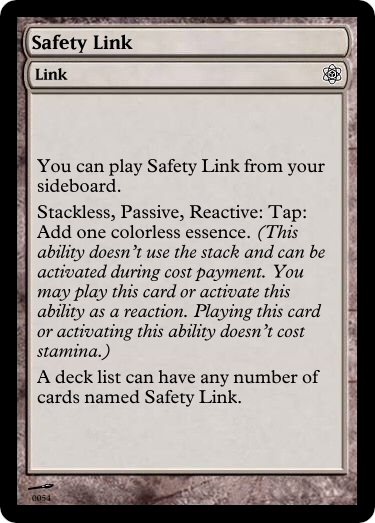 Safety Link
Link
You can play Safety Link from your
sideboard.
Stackless, Passive, Reactive: Tap:
Add one colorless essence. (This
ability doesn't use the stack and can be
activated during cost payment. You
may play this card or activate this
ability as a reaction. Playing this card
or activating this ability doesn't cost
stamina.)
A deck list can have any number of
cards named Safety Link.
0054